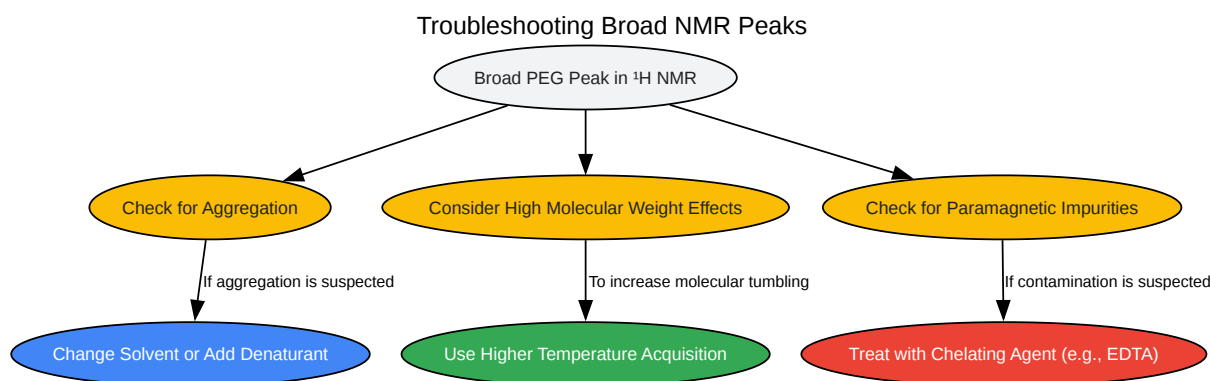 Troubleshooting Broad NMR Peaks
Broad PEG Peak in ¹H NMR
Check for Aggregation
Consider High Molecular Weight Effects
Check for Paramagnetic Impurities
If aggregation is suspected
To increase molecular tumbling
If contamination is suspected
Change Solvent or Add Denaturant
Use Higher Temperature Acquisition
Treat with Chelating Agent (e.g., EDTA)